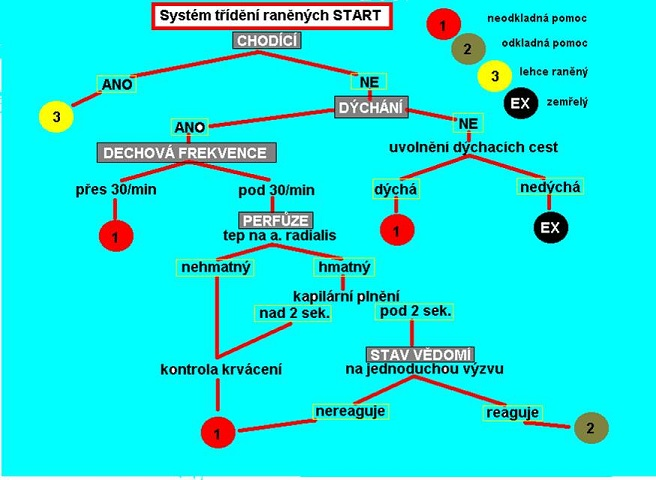 Systém třídění raněných START
1 neodkladná pomoc
2 odkladná pomoc
3 lehce raněný
EX zemřelý
CHODÍCÍ
ANO
NE
3
DÝCHÁNÍ
ANO
NE
DECHOVÁ FREKVENCE
uvolnění dýchacích cest
přes 30/min
pod 30/min
dýchá
nedýchá
1
1
EX
PERFÚZE
tep na a. radialis
nehmatný
hmatný
kapilární plnění
nad 2 sek.
pod 2 sek.
STAV VĚDOMÍ
na jednoduchou výzvu
kontrola krvácení
nereaguje
reaguje
1
2